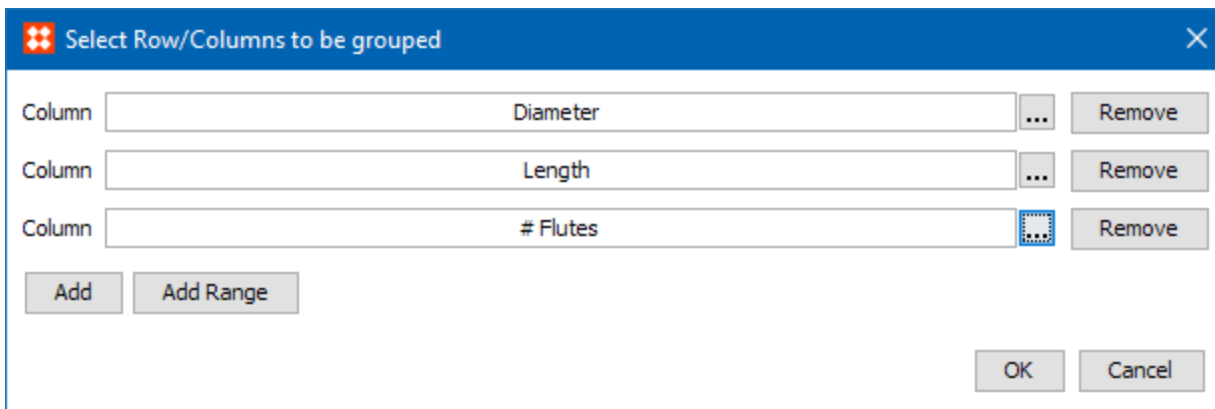 Select Row/Columns to be grouped
Column Diameter ... Remove
Column Length ... Remove
Column # Flutes ... Remove
Add Add Range
OK Cancel